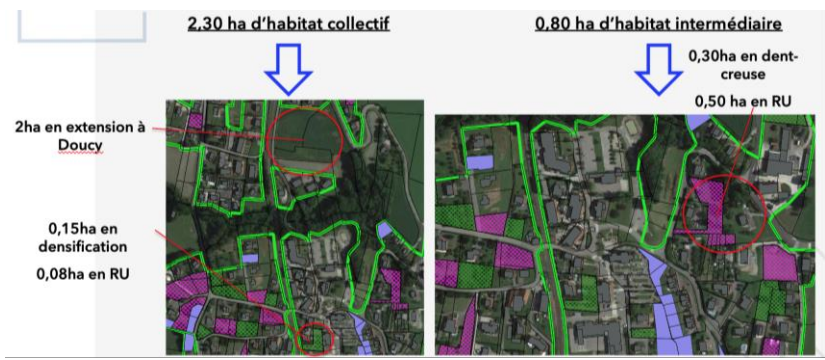 2,30 ha d’habitat collectif
0,80 ha d’habitat intermédiaire
0,30ha en dent-
creuse
0,50 ha en RU
2ha en extension à
Doucy
0,15ha en
densification
0,08ha en RU